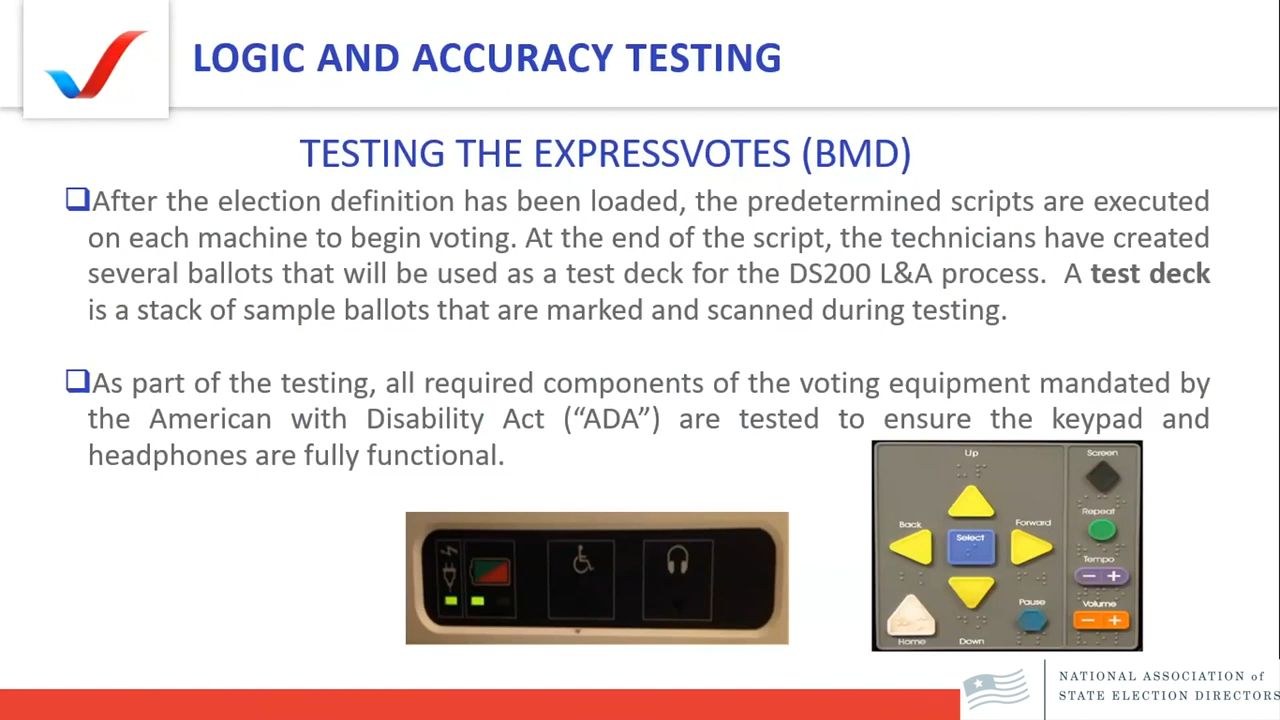 LOGIC AND ACCURACY TESTING
TESTING THE EXPRESSVOTES (BMD)
After the election definition has been loaded, the predetermined scripts are executed
on each machine to begin voting. At the end of the script, the technicians have created
several ballots that will be used as a test deck for the DS200 L&A process. A test deck
is a stack of sample ballots that are marked and scanned during testing.
As part of the testing, all required components of the voting equipment mandated by
the American with Disability Act (“ADA”) are tested to ensure the keypad and
headphones are fully functional.
Up
Screen
Back
Forward
Repeat
Select
Tempo
Pause
Volume
Home
Down
NATIONAL ASSOCIATION of
STATE ELECTION DIRECTORS